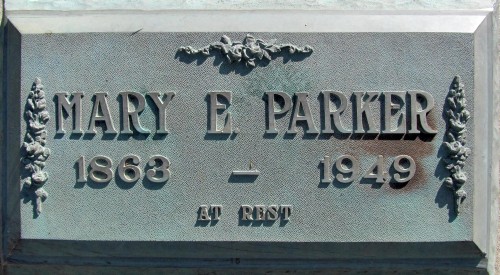 MARY E. PARKER
1863 — 1949
AT REST